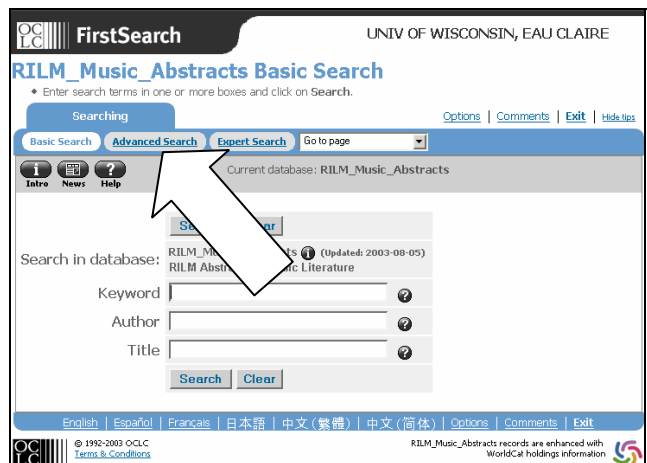 OCLC FirstSearch
UNIV OF WISCONSIN, EAU CLAIRE
RILM_Music_Abstracts Basic Search
Enter search terms in one or more boxes and click on Search.
Searching
Options | Comments | Exit | Hide tips
Basic Search Advanced Search Expert Search Go to page
Intro News Help
Current database: RILM_Music_Abstracts
Search in database:
(Updated: 2003-08-05)
RILM Literature
Keyword
Author
Title
Search Clear
English | Español | Français | 日本語 | 中文(繁體) | 中文(简体) | Options | Comments | Exit
OCLC © 1992-2003 OCLC
Terms & Conditions
RILM_Music_Abstracts records are enhanced with
WorldCat holdings information